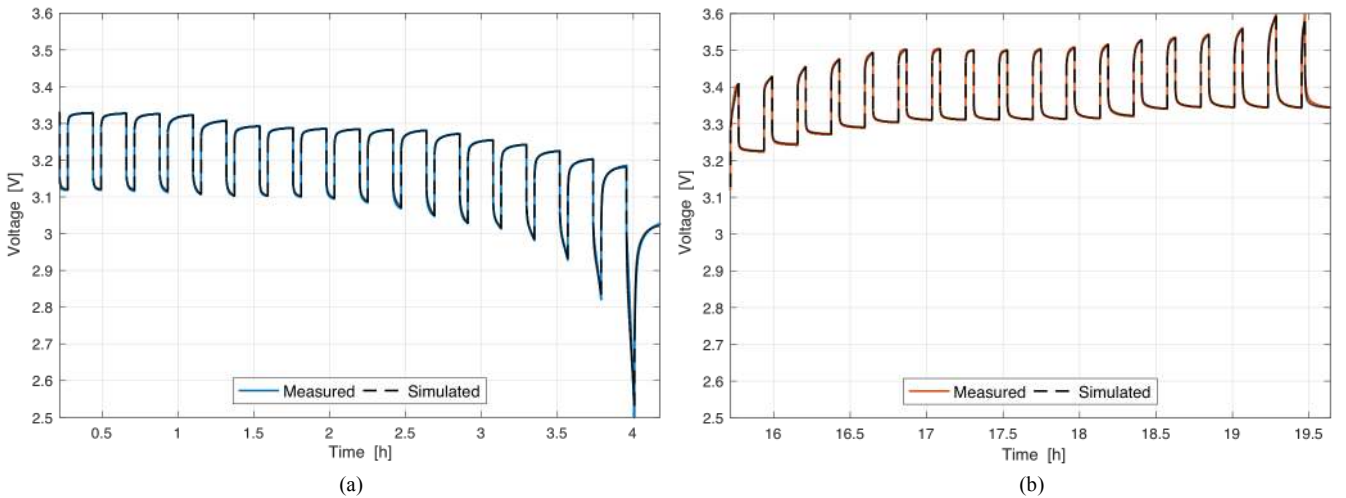 3.6
3.5
3.4
3.3
3.2
3.1
3
2.9
2.8
2.7
2.6
2.5
Voltage [V]
Measured
Simulated
0.5 1 1.5 2 2.5 3 3.5 4
Time [h]
(a)
3.6
3.5
3.4
3.3
3.2
3.1
3
2.9
2.8
2.7
2.6
2.5
Voltage [V]
Measured
Simulated
16 16.5 17 17.5 18 18.5 19 19.5
Time [h]
(b)